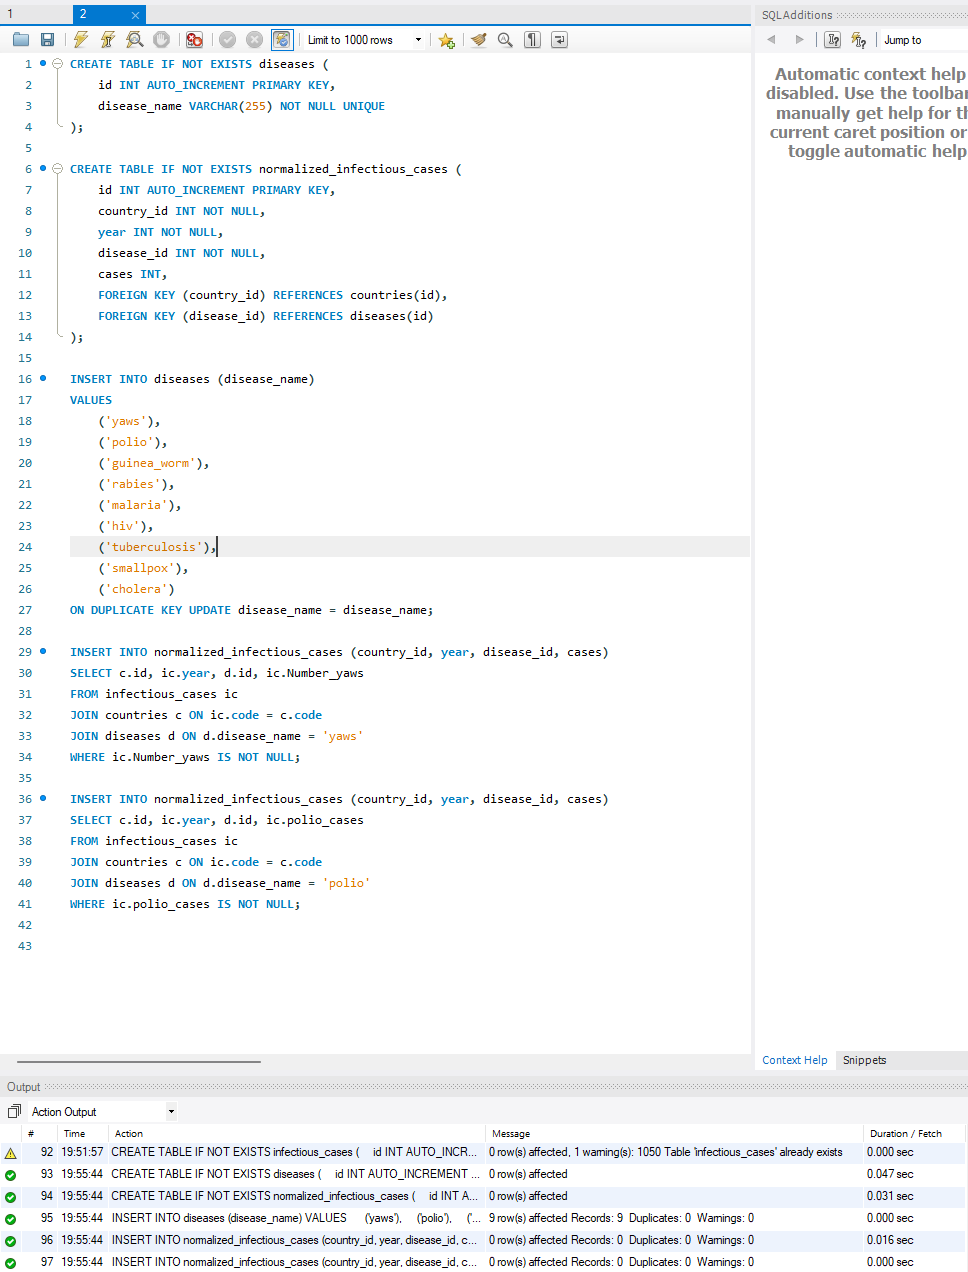 1
2
SQLAdditions
Limit to 1000 rows
Jump to
1 CREATE TABLE IF NOT EXISTS diseases (
2 id INT AUTO_INCREMENT PRIMARY KEY,
3 disease_name VARCHAR(255) NOT NULL UNIQUE
4 );
5
6 CREATE TABLE IF NOT EXISTS normalized_infectious_cases (
7 id INT AUTO_INCREMENT PRIMARY KEY,
8 country_id INT NOT NULL,
9 year INT NOT NULL,
10 disease_id INT NOT NULL,
11 cases INT,
12 FOREIGN KEY (country_id) REFERENCES countries(id),
13 FOREIGN KEY (disease_id) REFERENCES diseases(id)
14 );
15
16 INSERT INTO diseases (disease_name)
17 VALUES
18 ('yaws'),
19 ('polio'),
20 ('guinea_worm'),
21 ('rabies'),
22 ('malaria'),
23 ('hiv'),
24 ('tuberculosis'),
25 ('smallpox'),
26 ('cholera')
27 ON DUPLICATE KEY UPDATE disease_name = disease_name;
28
29 INSERT INTO normalized_infectious_cases (country_id, year, disease_id, cases)
30 SELECT c.id, ic.year, d.id, ic.Number_yaws
31 FROM infectious_cases ic
32 JOIN countries c ON ic.code = c.code
33 JOIN diseases d ON d.disease_name = 'yaws'
34 WHERE ic.Number_yaws IS NOT NULL;
35
36 INSERT INTO normalized_infectious_cases (country_id, year, disease_id, cases)
37 SELECT c.id, ic.year, d.id, ic.polio_cases
38 FROM infectious_cases ic
39 JOIN countries c ON ic.code = c.code
40 JOIN diseases d ON d.disease_name = 'polio'
41 WHERE ic.polio_cases IS NOT NULL;
42
43
Automatic context help
disabled. Use the toolbar
manually get help for th
current caret position or
toggle automatic help
Context Help Snippets
Output
Action Output
# Time Action Message Duration / Fetch
92 19:51:57 CREATE TABLE IF NOT EXISTS infectious_cases ( id INT AUTO_INCR... 0 row(s) affected, 1 warning(s): 1050 Table 'infectious_cases' already exists 0.000 sec
93 19:55:44 CREATE TABLE IF NOT EXISTS diseases ( id INT AUTO_INCREMENT ... 0 row(s) affected 0.047 sec
94 19:55:44 CREATE TABLE IF NOT EXISTS normalized_infectious_cases ( id INT A... 0 row(s) affected 0.031 sec
95 19:55:44 INSERT INTO diseases (disease_name) VALUES ('yaws'), ('polio'), ('... 9 row(s) affected Records: 9 Duplicates: 0 Warnings: 0 0.000 sec
96 19:55:44 INSERT INTO normalized_infectious_cases (country_id, year, disease_id, c... 0 row(s) affected Records: 0 Duplicates: 0 Warnings: 0 0.016 sec
97 19:55:44 INSERT INTO normalized_infectious_cases (country_id, year, disease_id, c... 0 row(s) affected Records: 0 Duplicates: 0 Warnings: 0 0.000 sec